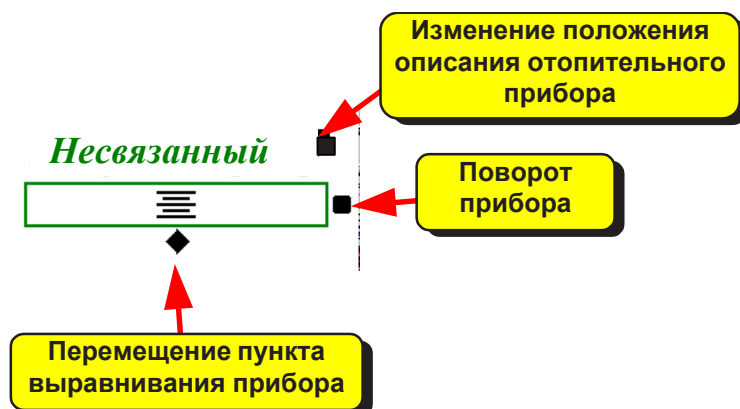 Изменение положения
описания отопительного
прибора
Несвязанный
Поворот
прибора
Перемещение пункта
выравнивания прибора